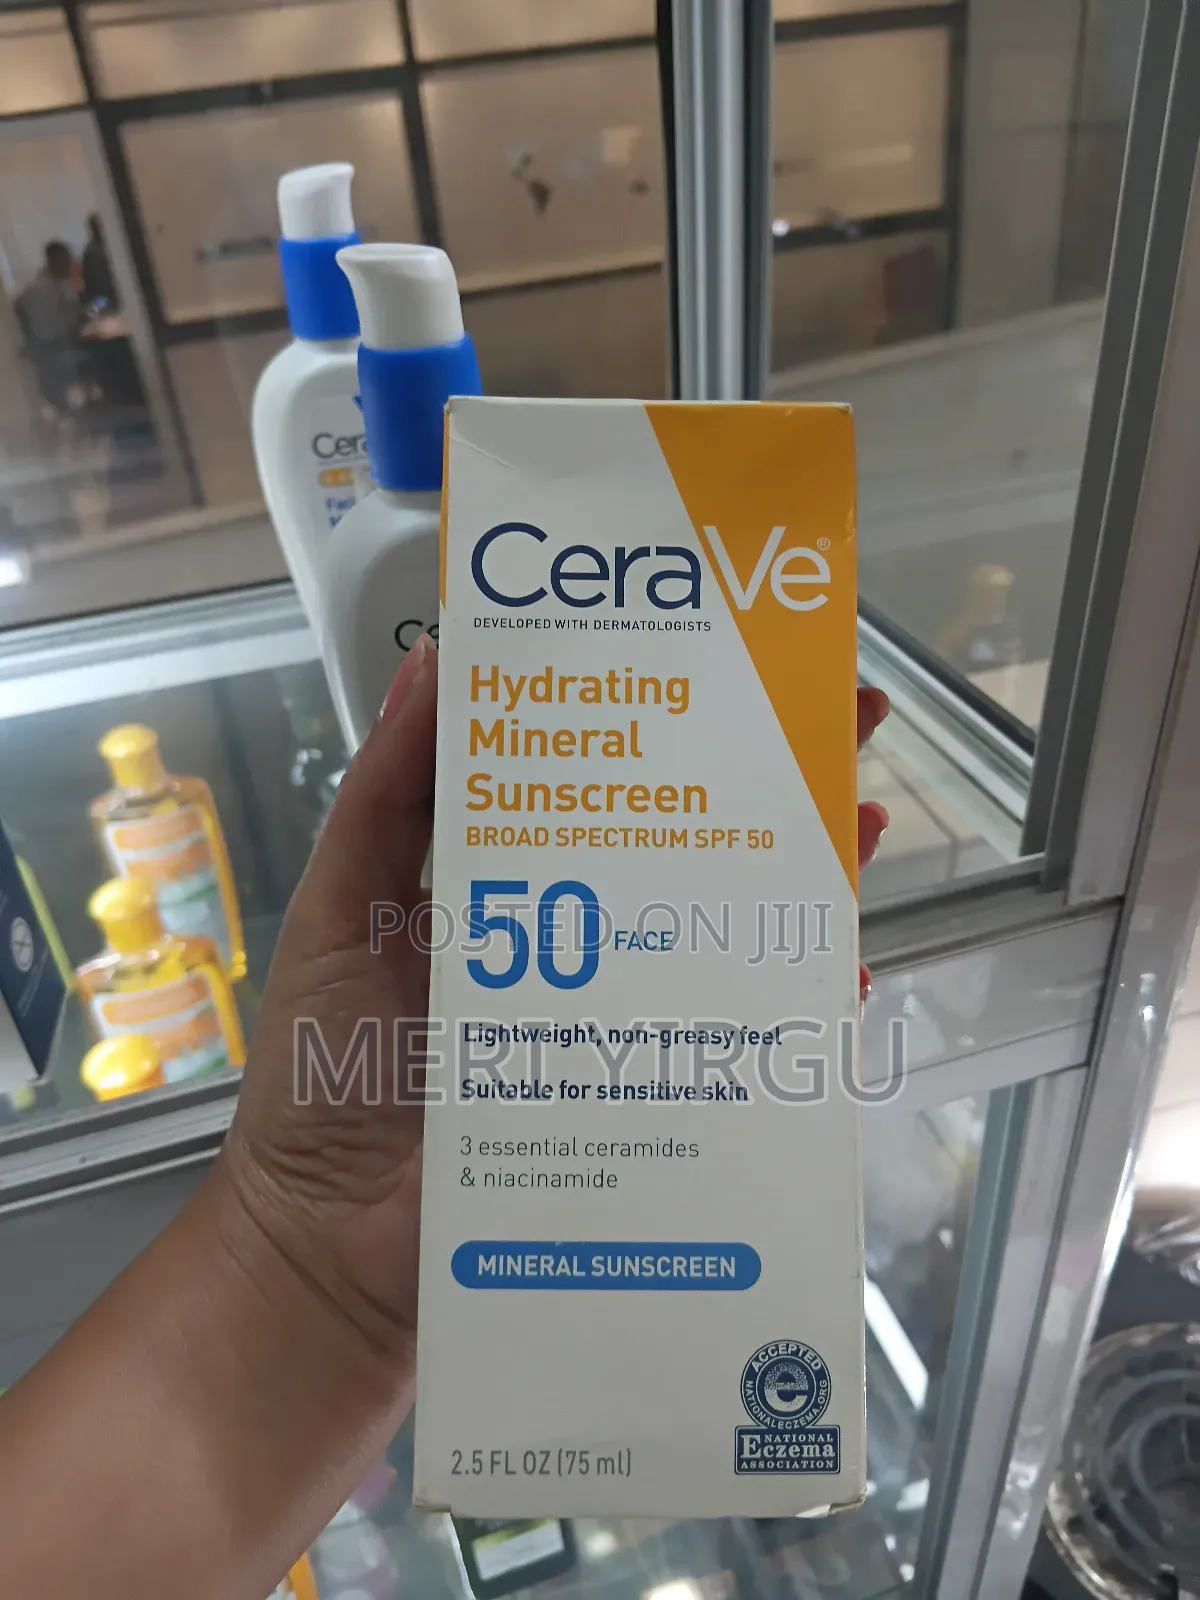 CeraVe®
DEVELOPED WITH DERMATOLOGISTS
Hydrating
Mineral
Sunscreen
BROAD SPECTRUM SPF 50
50 FACE
POSTED ON JIJI
Lightweight, non-greasy feel
MERI YIRGU
Suitable for sensitive skin
3 essential ceramides
& niacinamide
MINERAL SUNSCREEN
ACCEPTED
NATIONALECZEMA.ORG
NATIONAL
Eczema
ASSOCIATION
2.5 FL OZ (75 ml)